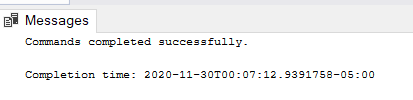 Messages
Commands completed successfully.
Completion time: 2020-11-30T00:07:12.9391758-05:00